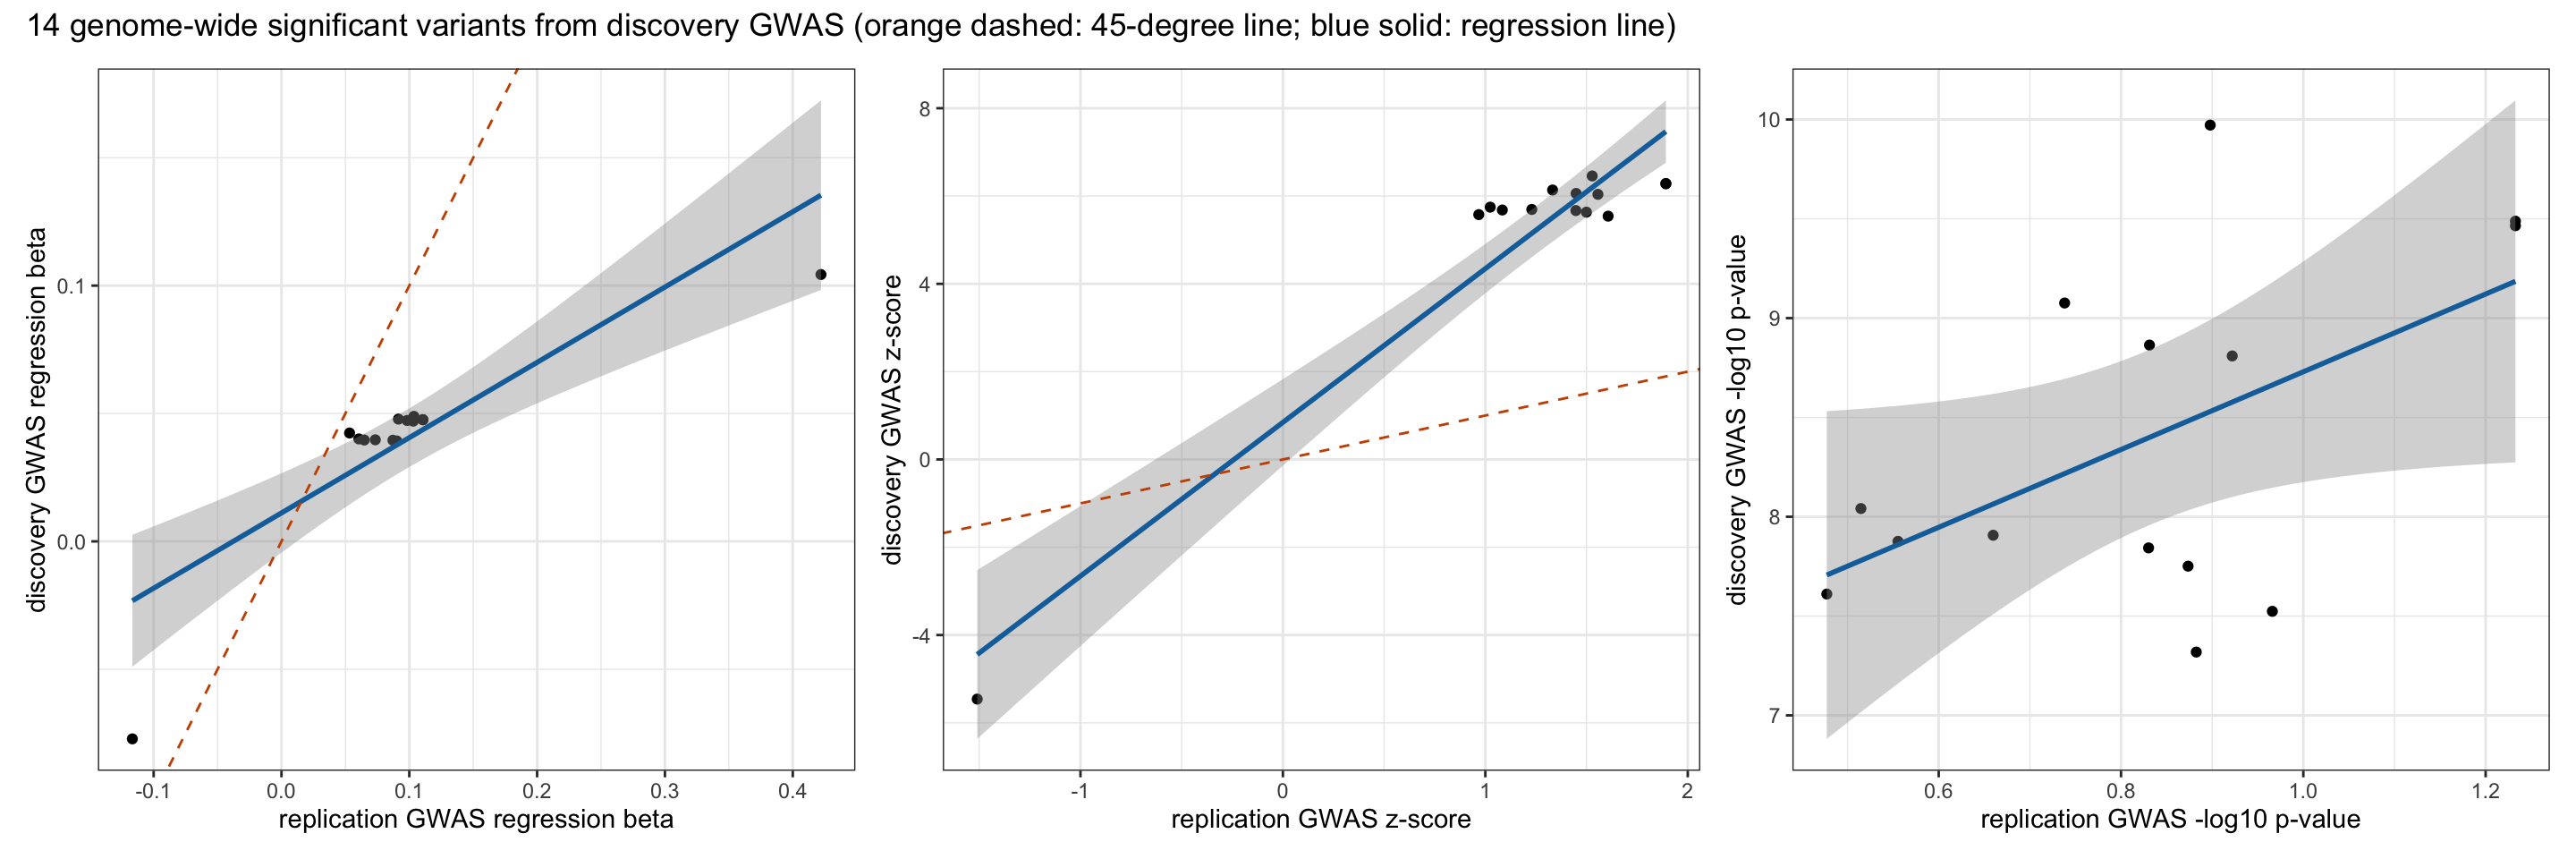 14 genome-wide significant variants from discovery GWAS (orange dashed: 45-degree line; blue solid: regression line)
discovery GWAS regression beta
0.1
0.0
-0.1 0.0 0.1 0.2 0.3 0.4
replication GWAS regression beta
discovery GWAS z-score
8
4
0
-4
-1 0 1 2
replication GWAS z-score
discovery GWAS -log10 p-value
10
9
8
7
0.6 0.8 1.0 1.2
replication GWAS -log10 p-value